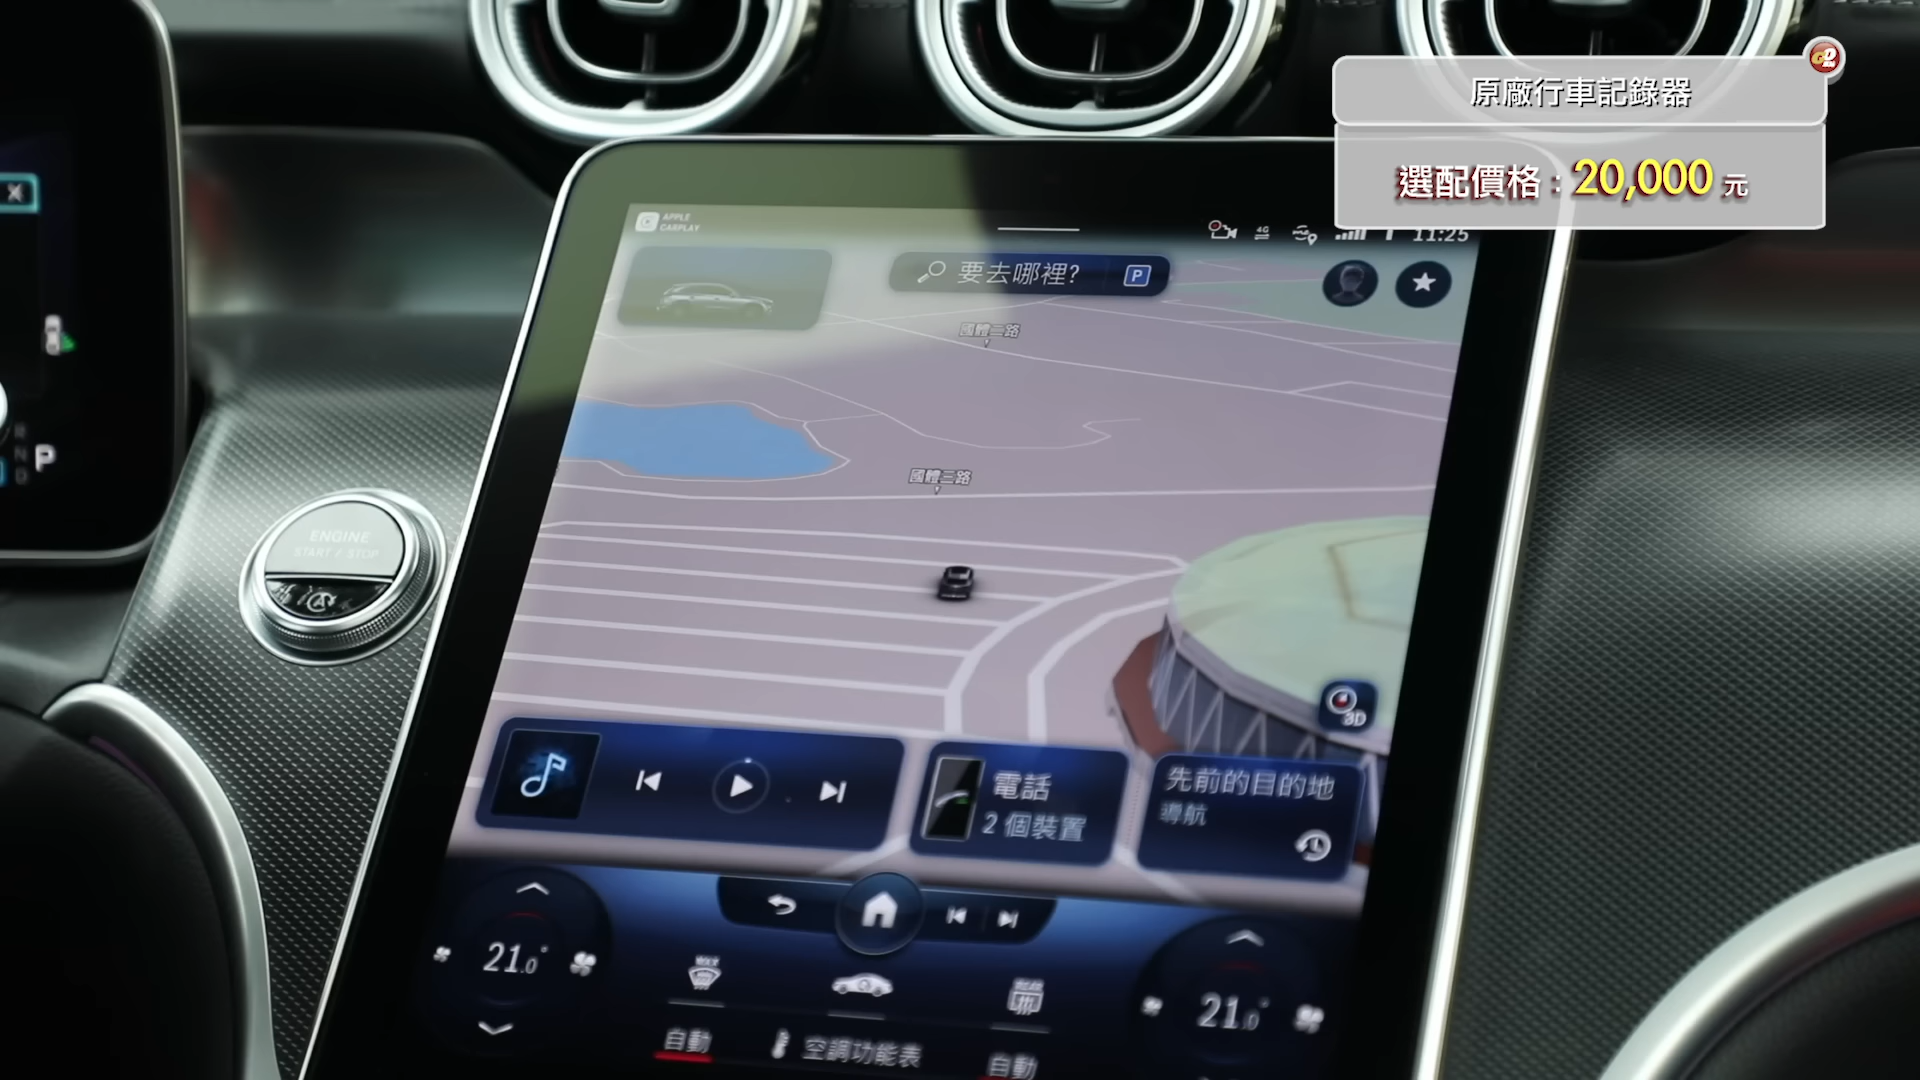 原廠行車記錄器
選配價格：20,000 元
APPLE
CARPLAY
4G
11:25
要去哪裡?
P
國體二路
國體三路
R
N
D
P
ENGINE
START / STOP
A
3D
電話
2 個裝置
先前的目的地
導航
21.0°
MAX
21.0°
自動
空調功能表
自動